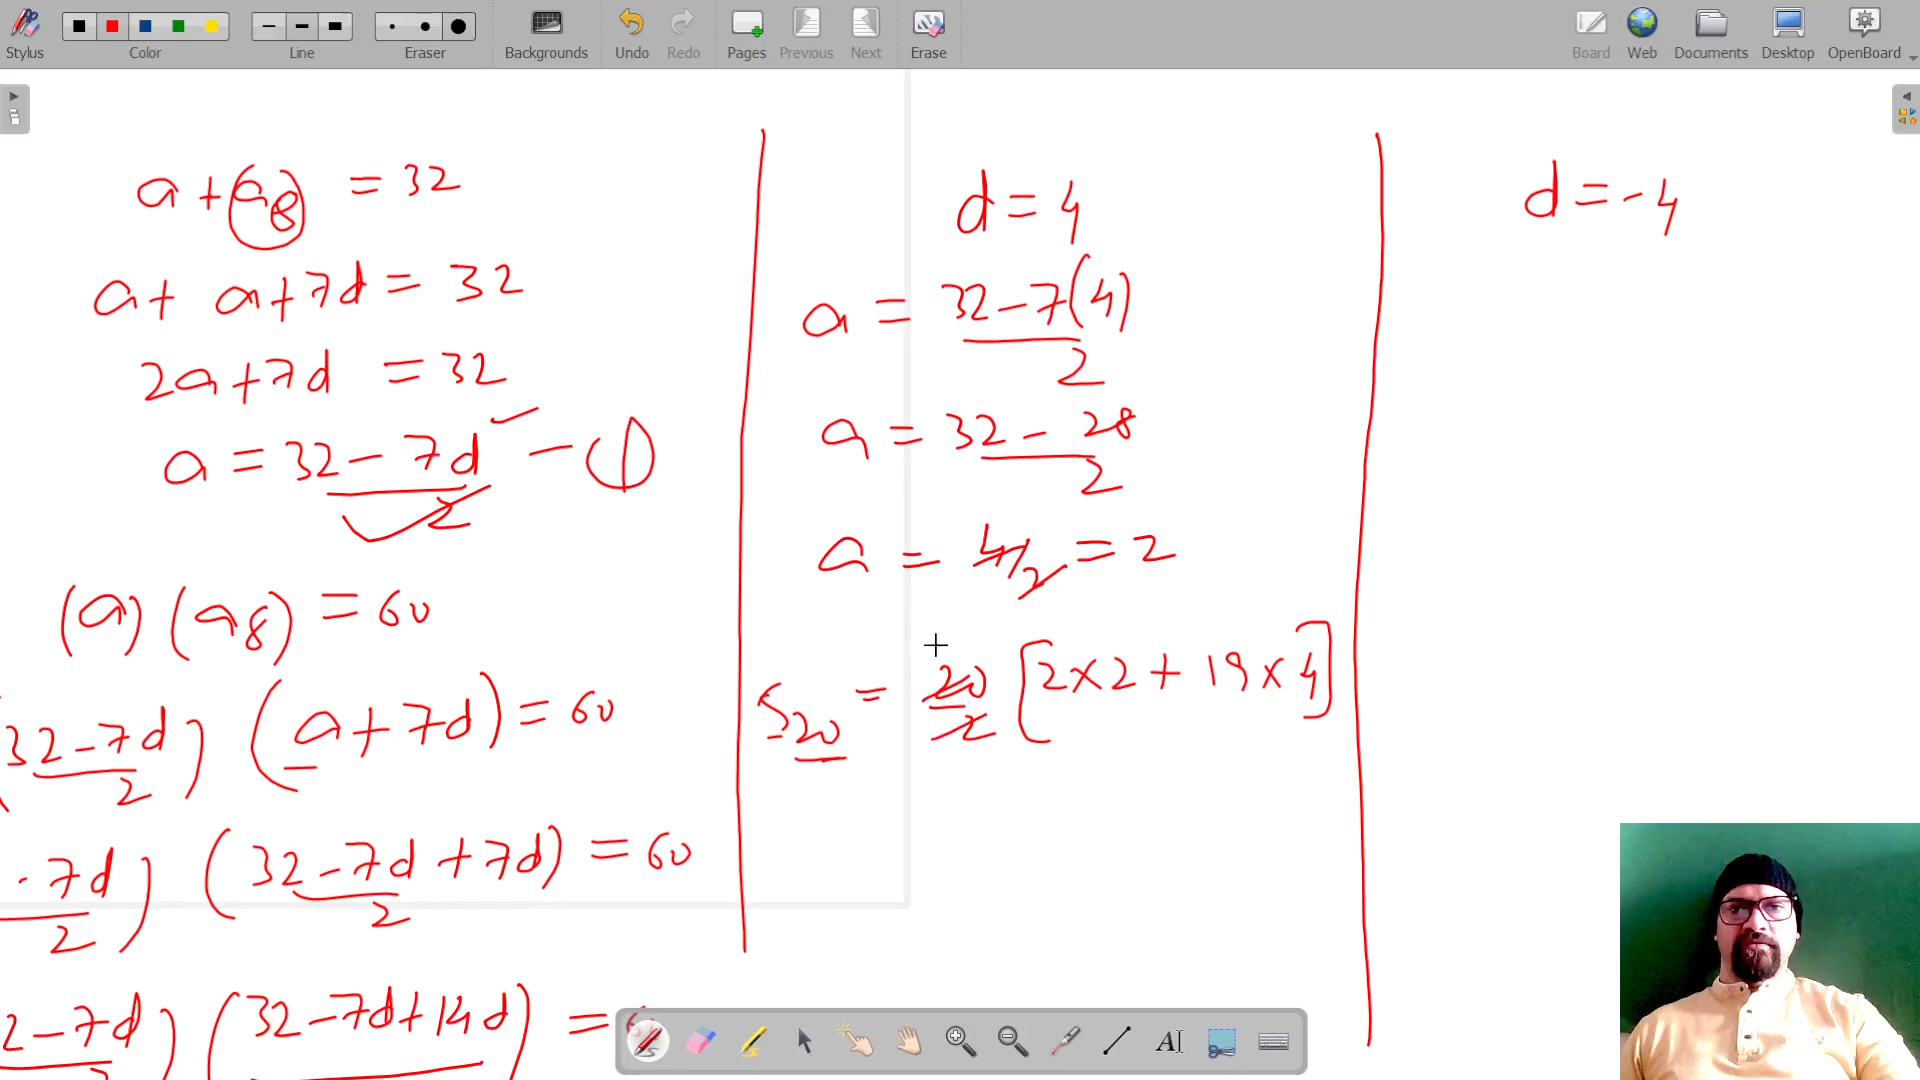 Stylus Color Line Eraser Backgrounds Undo Redo Pages Previous Next Erase Board Web Documents Desktop OpenBoard
a + (a8) = 32
a + a + 7d = 32
2a + 7d = 32
a = 32 - 7d / 2 - ①
(a) (a8) = 60
32 - 7d / 2) (a + 7d) = 60
- 7d / 2) (32 - 7d / 2 + 7d) = 60
2 - 7d) (32 - 7d + 14d) =
d = 4
a = 32 - 7(4) / 2
a = 32 - 28 / 2
a = 4/2 = 2
S20 = 20/2 [2 × 2 + 19 × 4]
d = -4